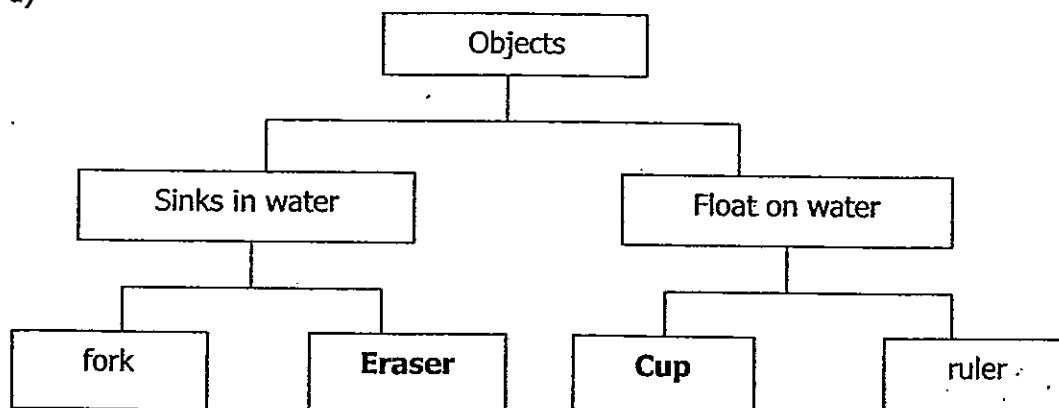 Objects
Sinks in water
Float on water
fork
Eraser
Cup
ruler